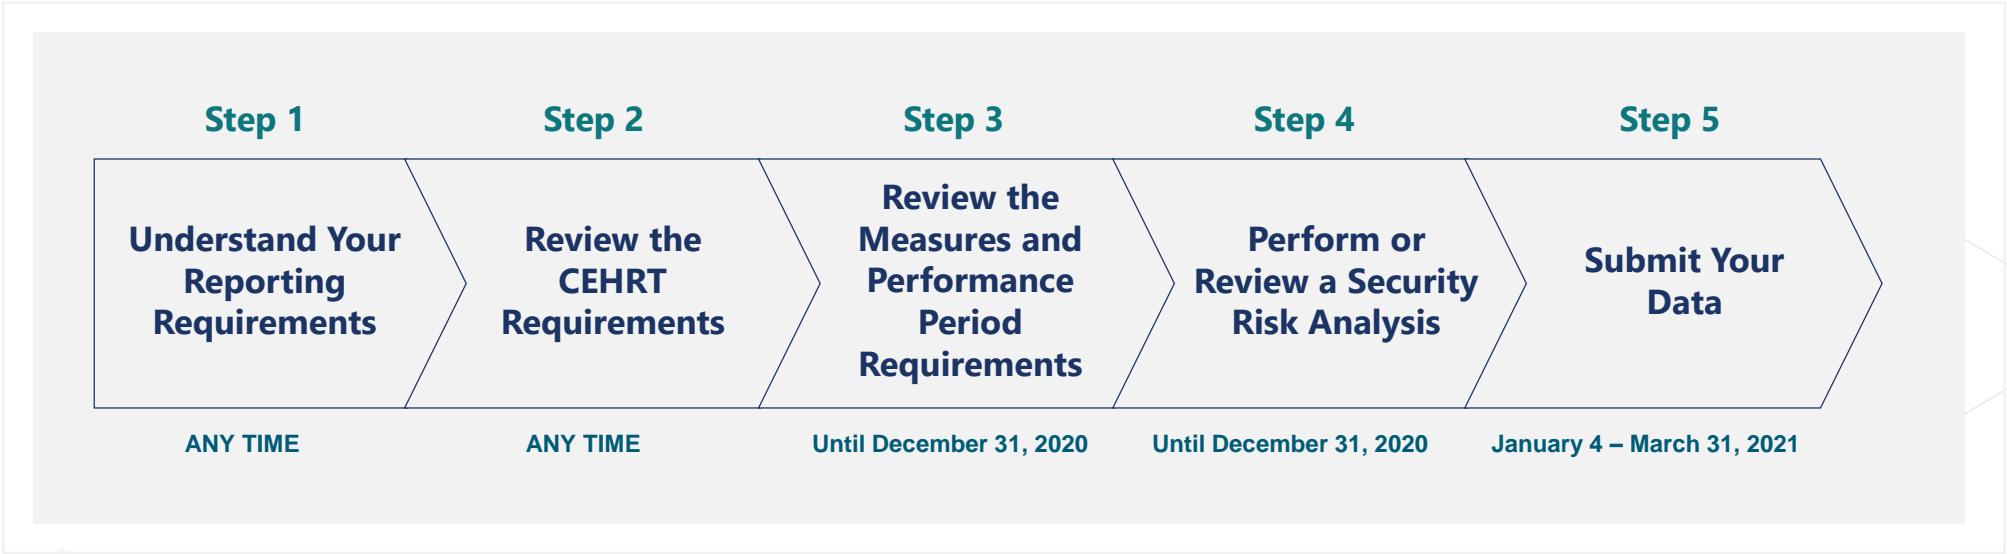 Step 1
Understand Your
Reporting
Requirements
ANY TIME
Step 2
Review the
CEHRT
Requirements
ANY TIME
Step 3
Review the
Measures and
Performance
Period
Requirements
Until December 31, 2020
Step 4
Perform or
Review a Security
Risk Analysis
Until December 31, 2020
Step 5
Submit Your
Data
January 4 – March 31, 2021